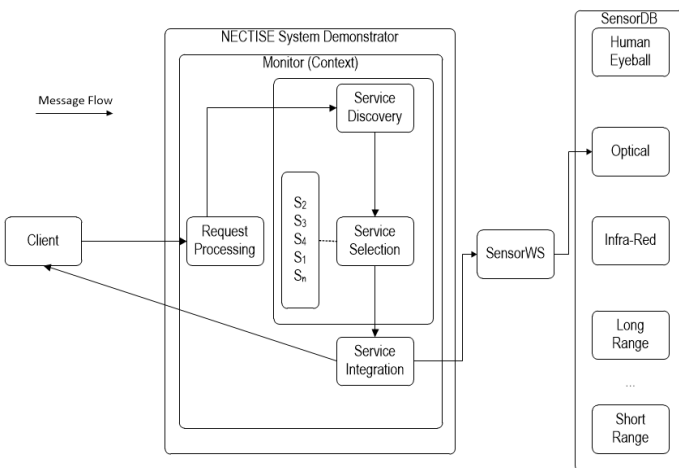 SensorDB
NECTISE System Demonstrator
Human
Eyeball
Monitor (Context)
Message Flow
Service
Discovery
Optical
S₂
S₃
S₄
S₁
Sₙ
Client
Request
Processing
Service
Selection
SensorWS
Infra-Red
Service
Integration
Long
Range
...
Short
Range